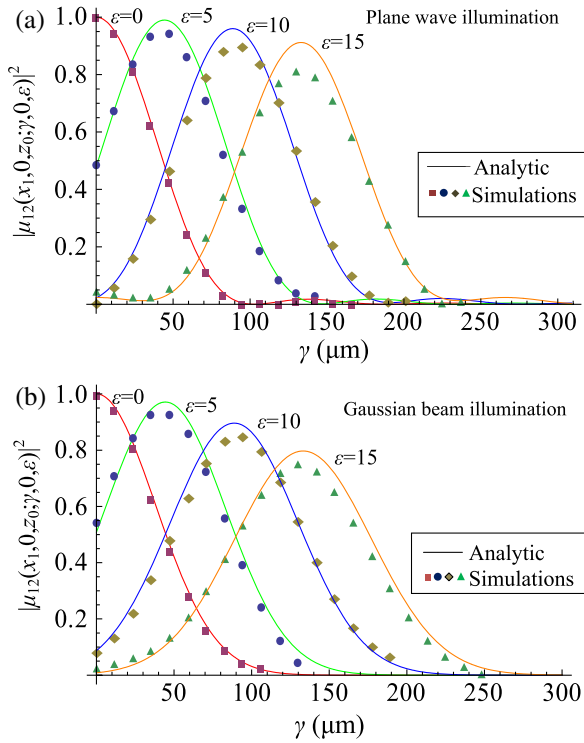 (a)
Plane wave illumination
ε=0
ε=5
ε=10
ε=15
|μ₁₂(x₁,0,z₀;γ,0,ε)|²
1.0
0.8
0.6
0.4
0.2
Analytic
Simulations
50 100 150 200 250 300
γ (μm)
(b)
Gaussian beam illumination
ε=0
ε=5
ε=10
ε=15
|μ₁₂(x₁,0,z₀;γ,0,ε)|²
1.0
0.8
0.6
0.4
0.2
Analytic
Simulations
50 100 150 200 250 300
γ (μm)